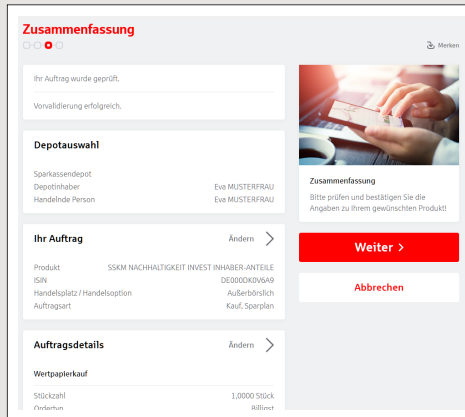 Zusammenfassung
Merken
Ihr Auftrag wurde geprüft.
Vorvalidierung erfolgreich.
Depotauswahl
Sparkassendepot
Depotinhaber Eva MUSTERFRAU
Handelnde Person Eva MUSTERFRAU
Ihr Auftrag Ändern
Produkt SSKM NACHHALTIGKEIT INVEST INHABER-ANTEILE
ISIN DE000DK0V6A9
Handelsplatz / Handelsoption Außerbörslich
Auftragsart Kauf, Sparplan
Auftragsdetails Ändern
Wertpapierkauf
Stückzahl 1,0000 Stück
Ordertyp Billigst
Zusammenfassung
Bitte prüfen und bestätigen Sie die
Angaben zu Ihrem gewünschten Produkt!
Weiter
Abbrechen